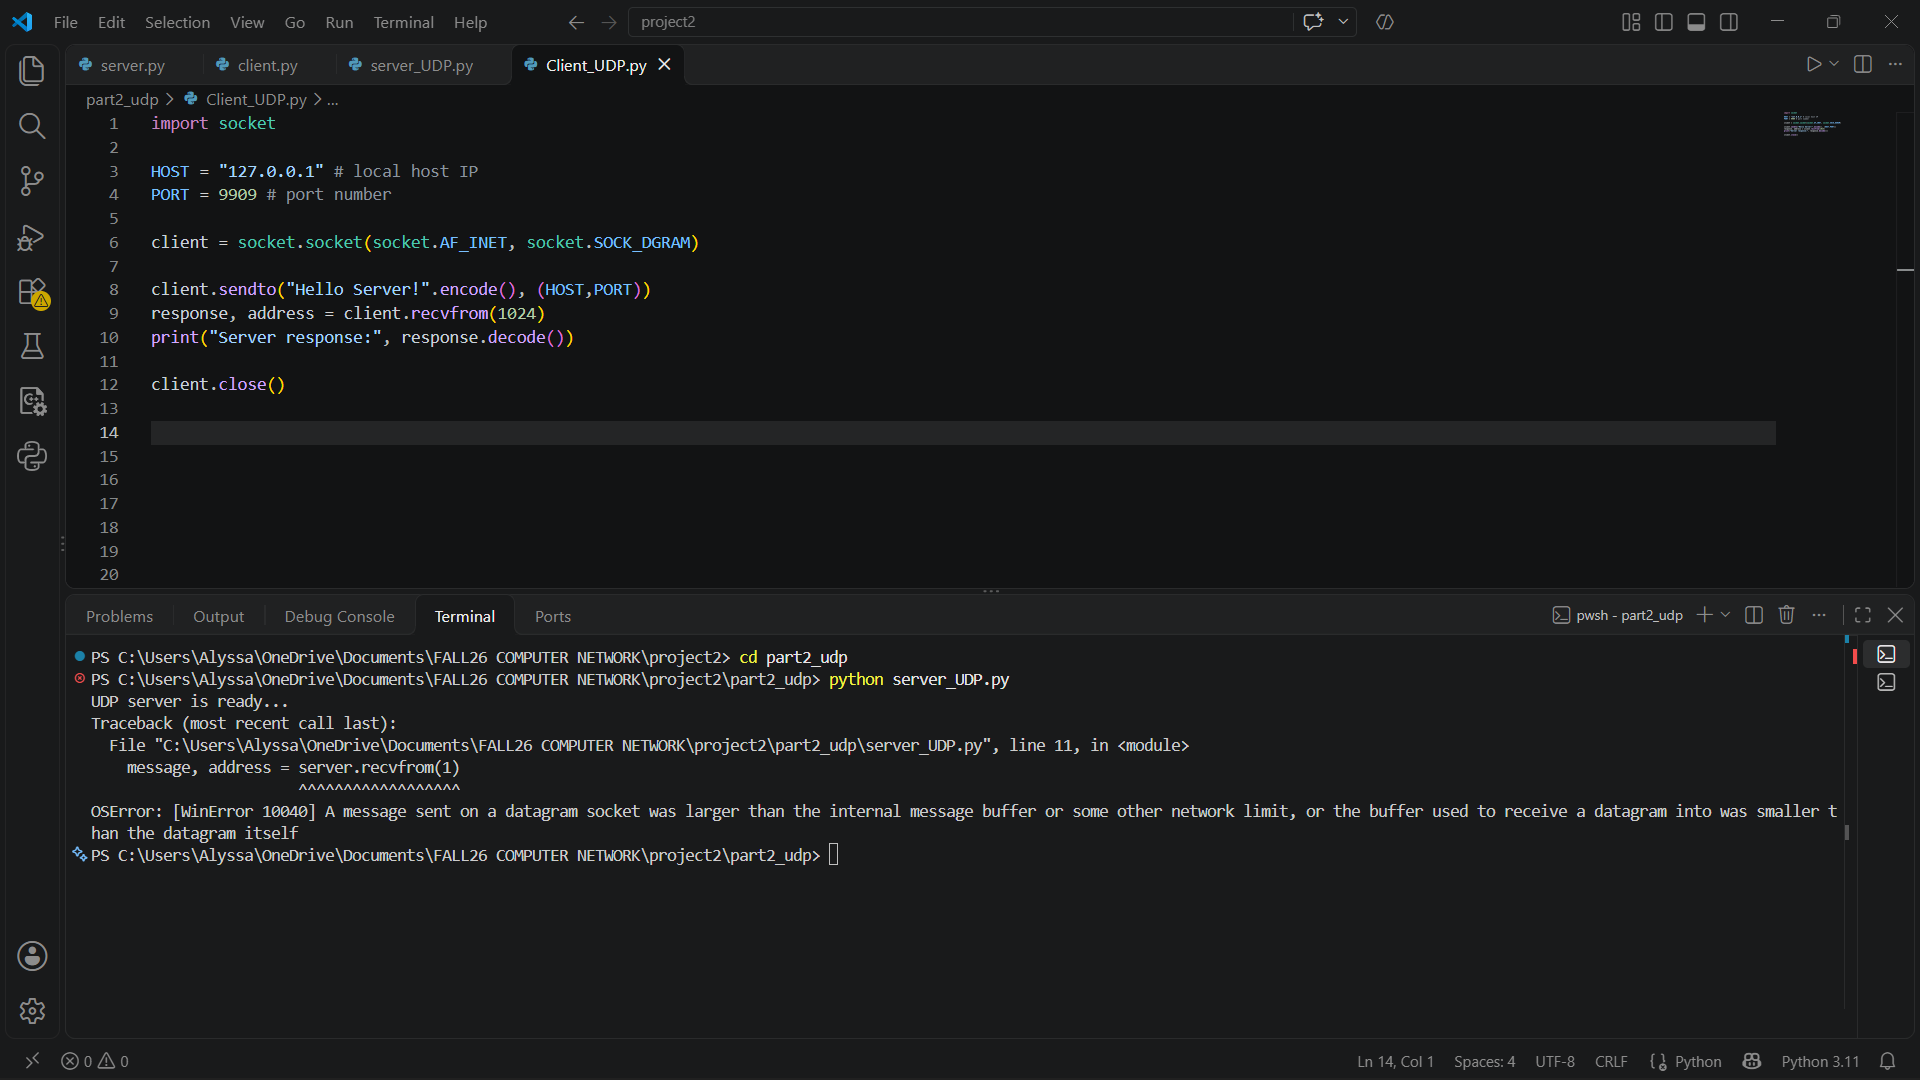 File Edit Selection View Go Run Terminal Help
project2
server.py
client.py
server_UDP.py
Client_UDP.py
part2_udp > Client_UDP.py > ...
1 import socket
2
3 HOST = "127.0.0.1" # local host IP
4 PORT = 9909 # port number
5
6 client = socket.socket(socket.AF_INET, socket.SOCK_DGRAM)
7
8 client.sendto("Hello Server!".encode(), (HOST,PORT))
9 response, address = client.recvfrom(1024)
10 print("Server response:", response.decode())
11
12 client.close()
13
14
15
16
17
18
19
20
Problems Output Debug Console Terminal Ports
pwsh - part2_udp
PS C:\Users\Alyssa\OneDrive\Documents\FALL26 COMPUTER NETWORK\project2> cd part2_udp
PS C:\Users\Alyssa\OneDrive\Documents\FALL26 COMPUTER NETWORK\project2\part2_udp> python server_UDP.py
UDP server is ready...
Traceback (most recent call last):
File "C:\Users\Alyssa\OneDrive\Documents\FALL26 COMPUTER NETWORK\project2\part2_udp\server_UDP.py", line 11, in <module>
message, address = server.recvfrom(1)
^^^^^^^^^^^^^^^^^^
OSError: [WinError 10040] A message sent on a datagram socket was larger than the internal message buffer or some other network limit, or the buffer used to receive a datagram into was smaller t
han the datagram itself
PS C:\Users\Alyssa\OneDrive\Documents\FALL26 COMPUTER NETWORK\project2\part2_udp>
0 0
Ln 14, Col 1 Spaces: 4 UTF-8 CRLF Python Python 3.11